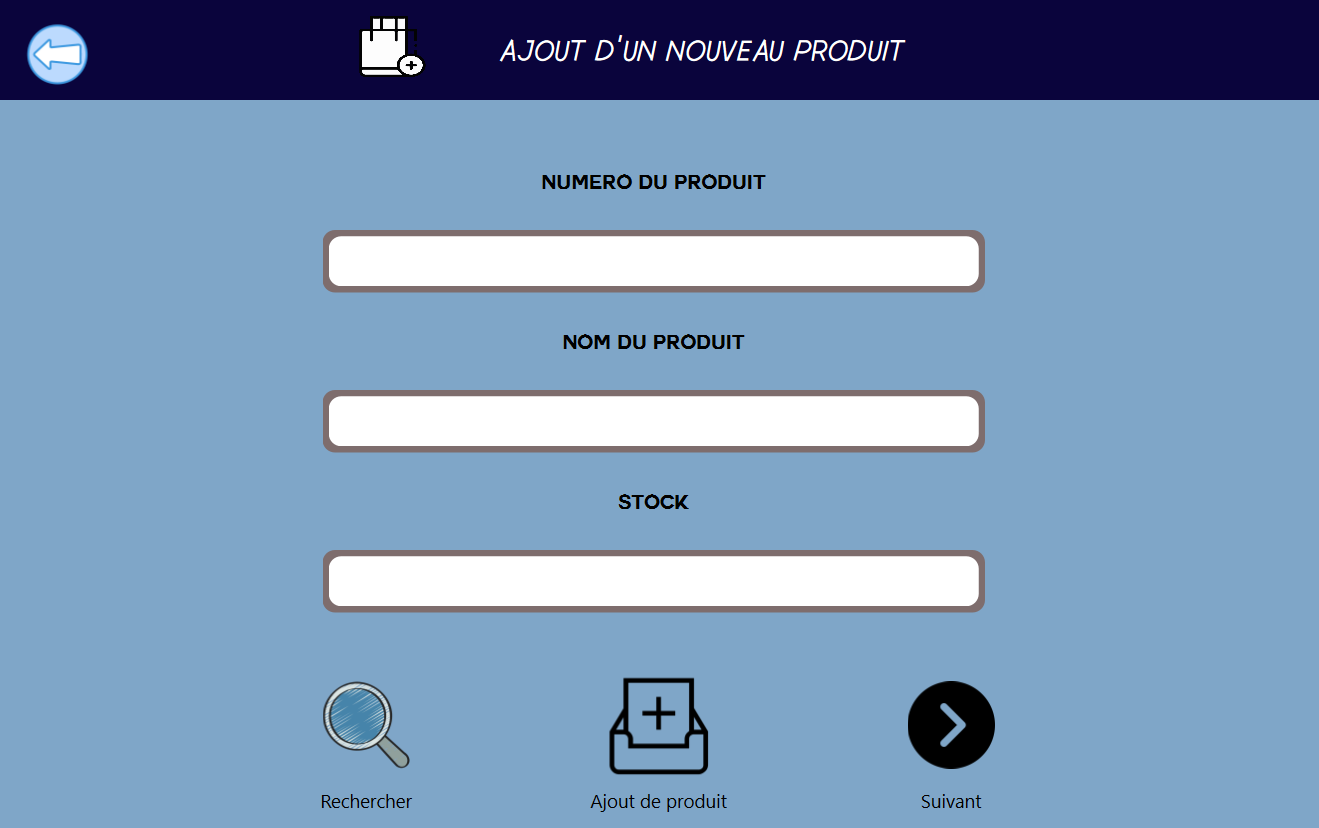 AJOUT D'UN NOUVEAU PRODUIT
NUMERO DU PRODUIT
NOM DU PRODUIT
STOCK
Rechercher
Ajout de produit
Suivant